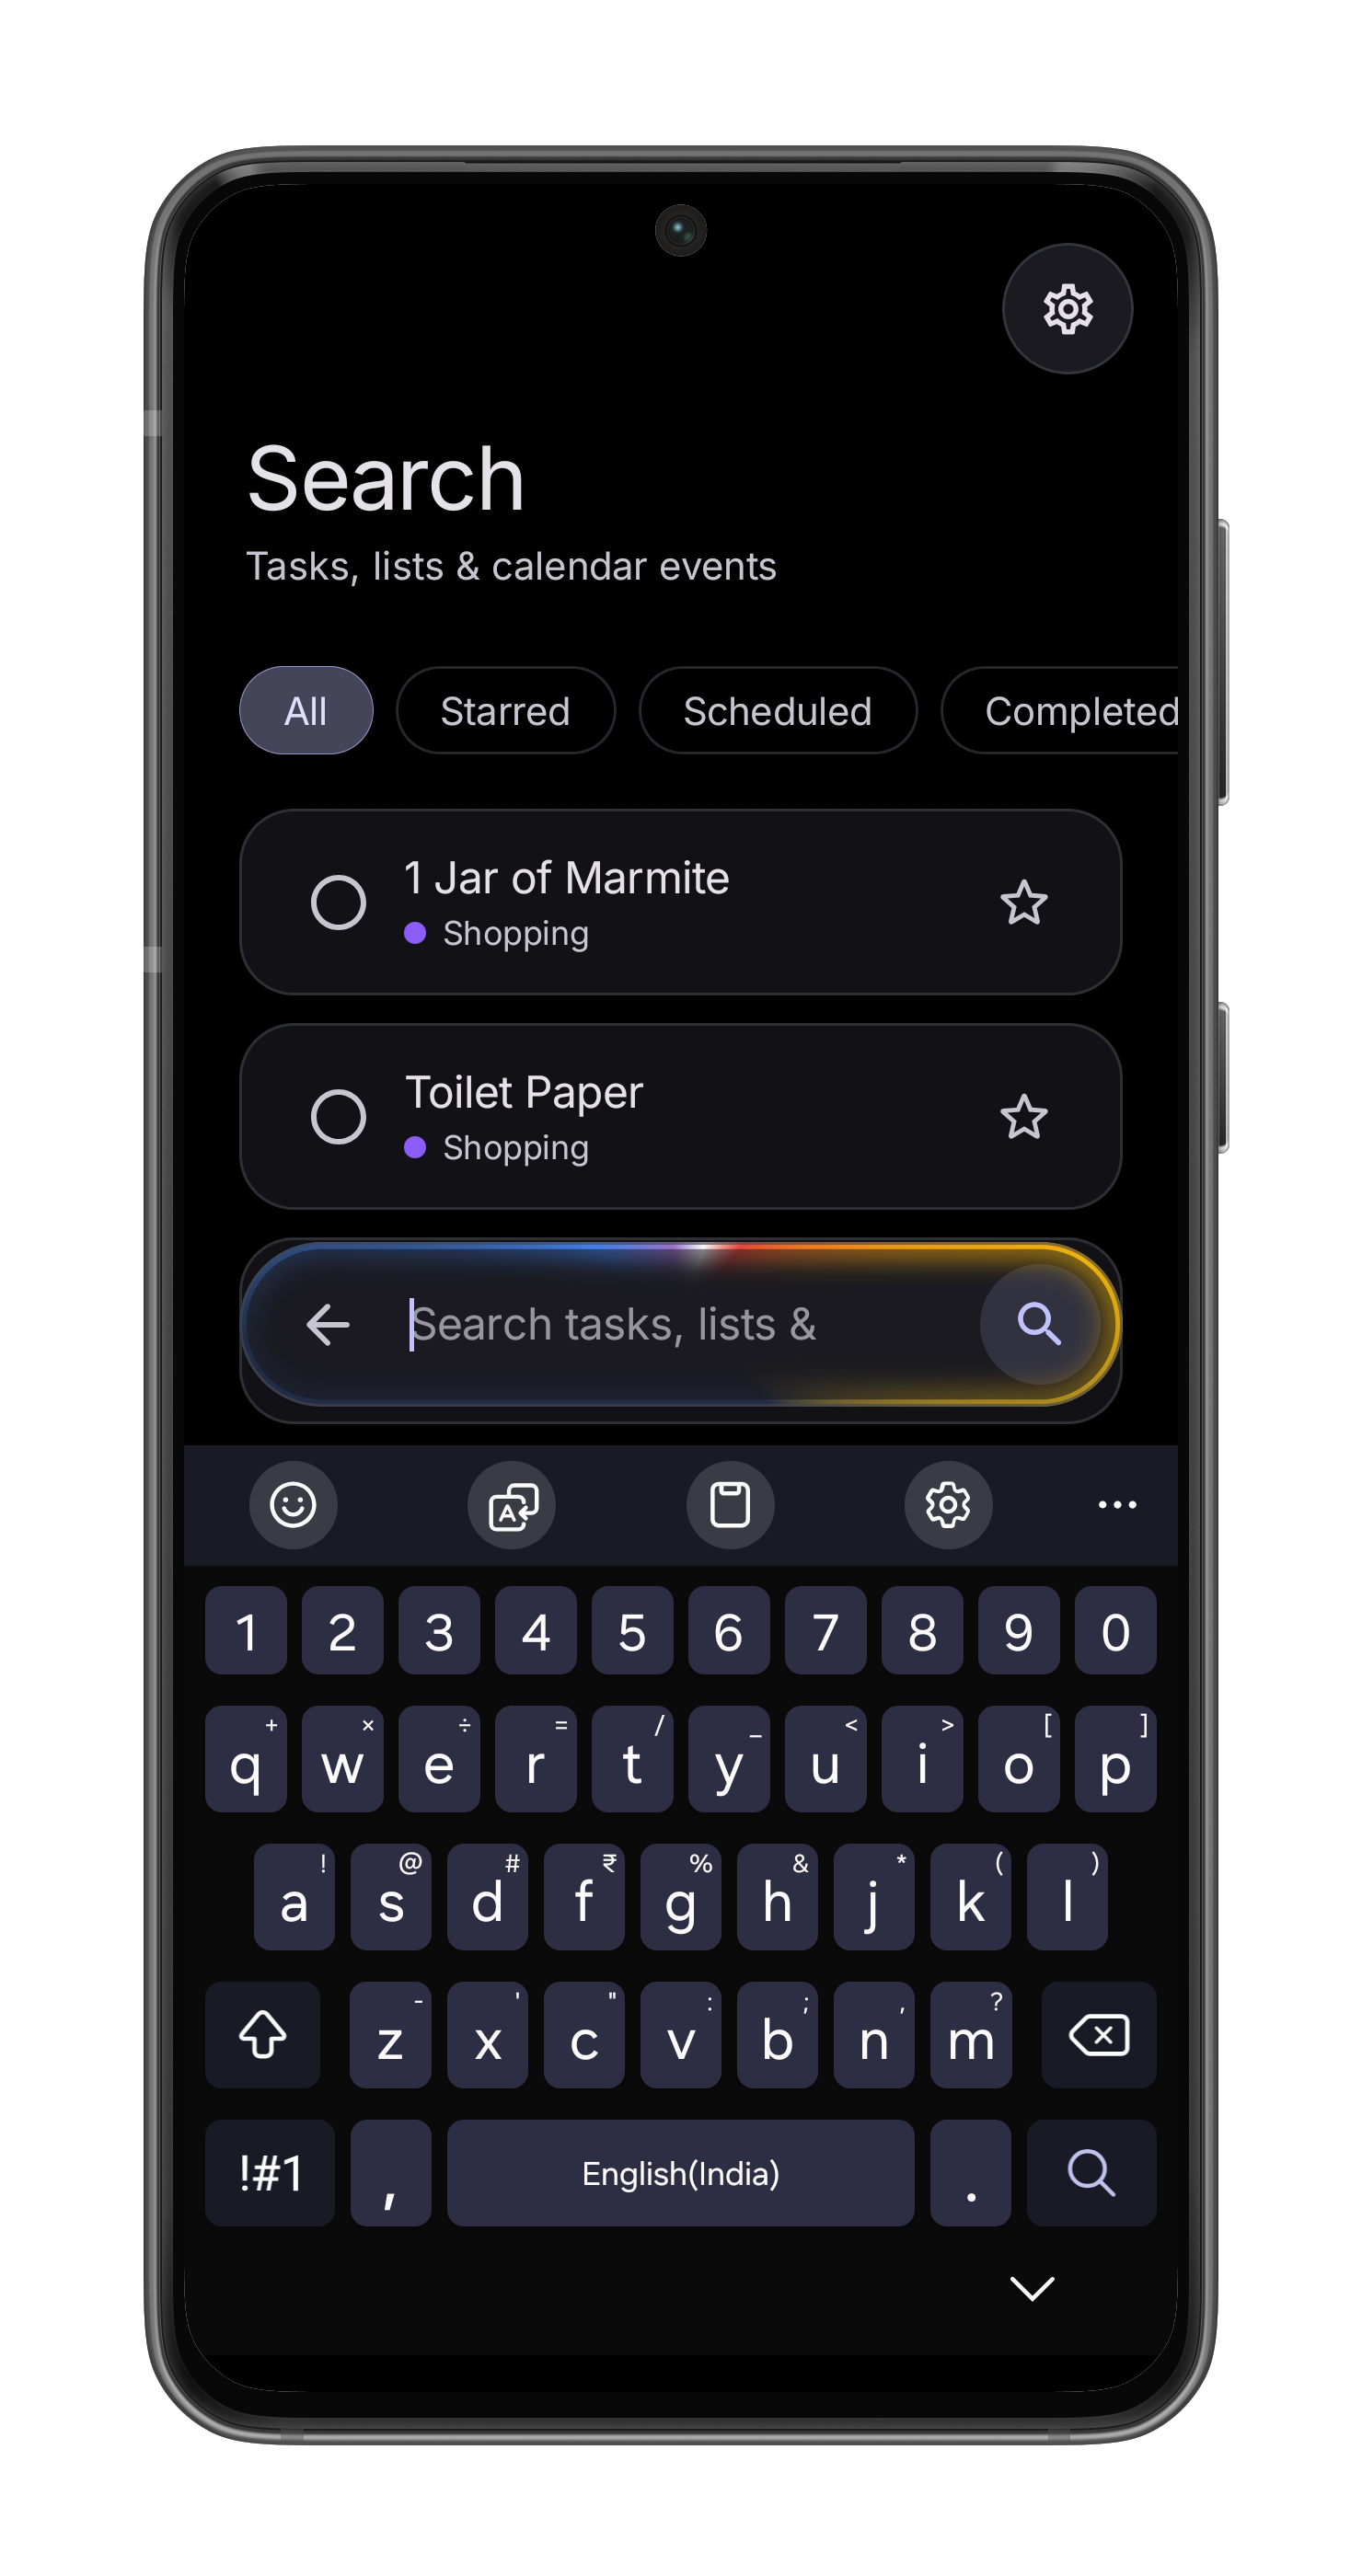 Search
Tasks, lists & calendar events
All Starred Scheduled Completed
1 Jar of Marmite
Shopping
Toilet Paper
Shopping
Search tasks, lists &
1 2 3 4 5 6 7 8 9 0
+ × ÷ = / _ < > [ ]
q w e r t y u i o p
! @ # ₹ % & * ( )
a s d f g h j k l
- ' " : ; , ?
z x c v b n m
!#1 , English(India) .